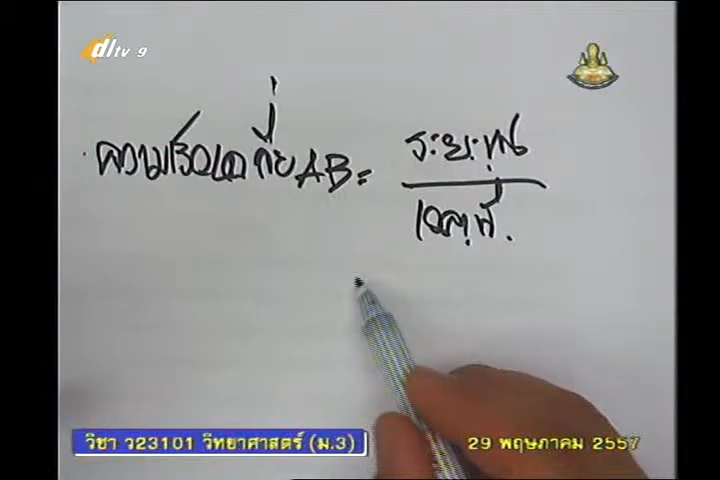 dltv 9
ความเร็วเฉลี่ย AB = ระยะทาง
เวลาที่
วิชา ว23101 วิทยาศาสตร์ (ม.3)
29 พฤษภาคม 2557